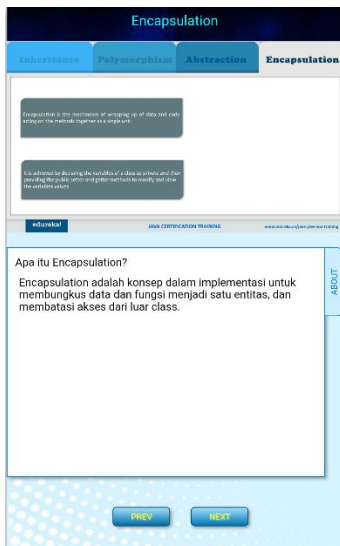 Encapsulation
Inheritance Polymorphism Abstraction Encapsulation
Encapsulation is the mechanism of wrapping up of data and code
acting on the methods together as a single unit
It is achieved by declaring the variables of a class as private and then
providing the public setter and getter methods to modify and view
the variables values
edureka!
JAVA CERTIFICATION TRAINING
Apa itu Encapsulation?
Encapsulation adalah konsep dalam implementasi untuk
membungkus data dan fungsi menjadi satu entitas, dan
membatasi akses dari luar class.
ABOUT
PREV NEXT